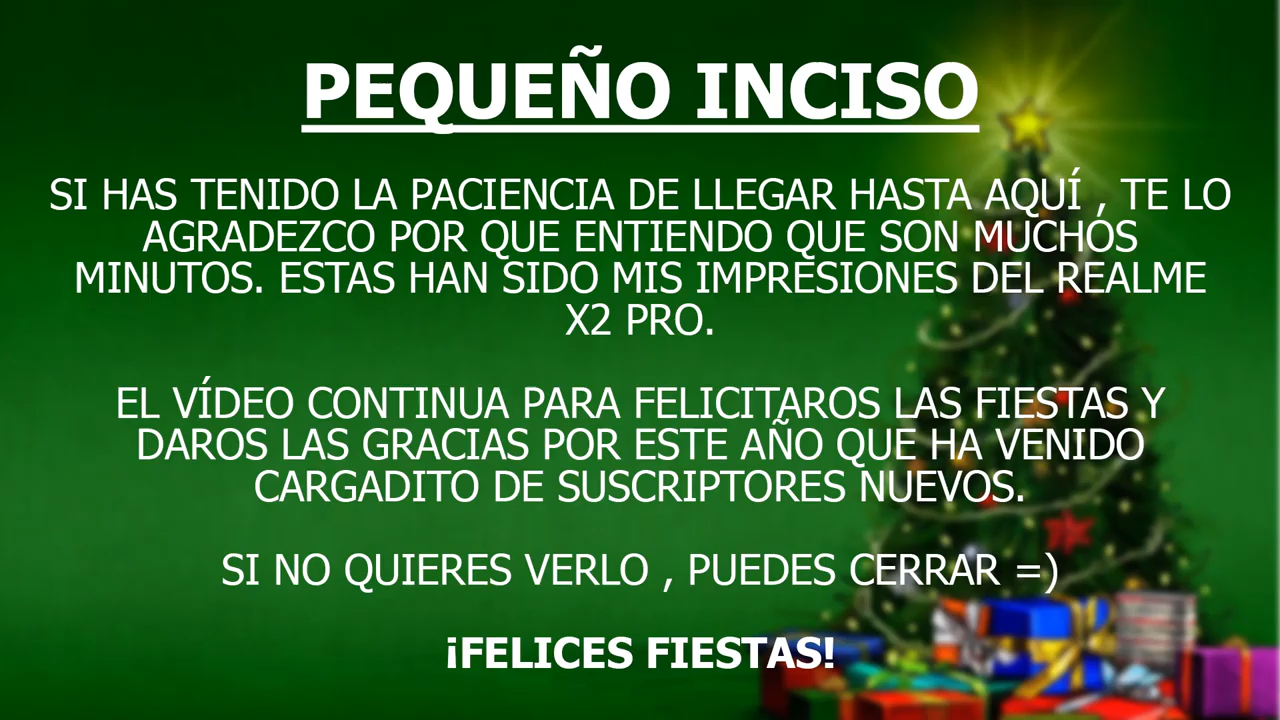 PEQUEÑO INCISO
SI HAS TENIDO LA PACIENCIA DE LLEGAR HASTA AQUÍ , TE LO
AGRADEZCO POR QUE ENTIENDO QUE SON MUCHOS
MINUTOS. ESTAS HAN SIDO MIS IMPRESIONES DEL REALME
X2 PRO.
EL VÍDEO CONTINUA PARA FELICITAROS LAS FIESTAS Y
DAROS LAS GRACIAS POR ESTE AÑO QUE HA VENIDO
CARGADITO DE SUSCRIPTORES NUEVOS.
SI NO QUIERES VERLO , PUEDES CERRAR =)
¡FELICES FIESTAS!